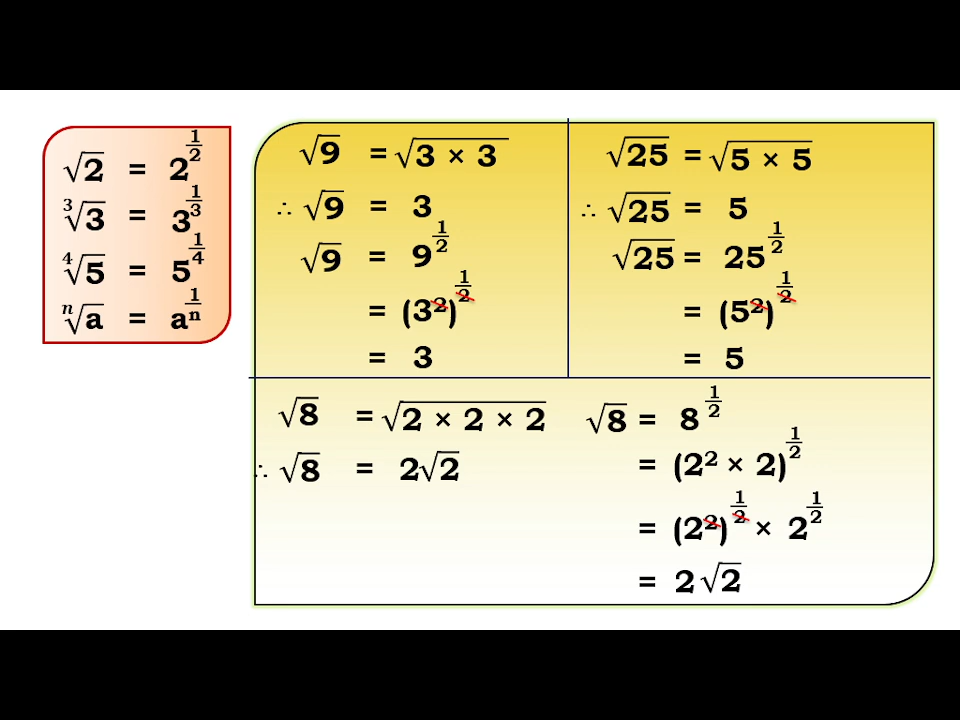 √2 = 2^(1/2)
∛3 = 3^(1/3)
∜5 = 5^(1/4)
ⁿ√a = a^(1/n)
√9 = √(3 × 3)
∴ √9 = 3
√9 = 9^(1/2)
= (3²)^(1/2)
= 3
√25 = √(5 × 5)
∴ √25 = 5
√25 = 25^(1/2)
= (5²)^(1/2)
= 5
√8 = √(2 × 2 × 2)
∴ √8 = 2√2
√8 = 8^(1/2)
= (2² × 2)^(1/2)
= (2²)^(1/2) × 2^(1/2)
= 2√2